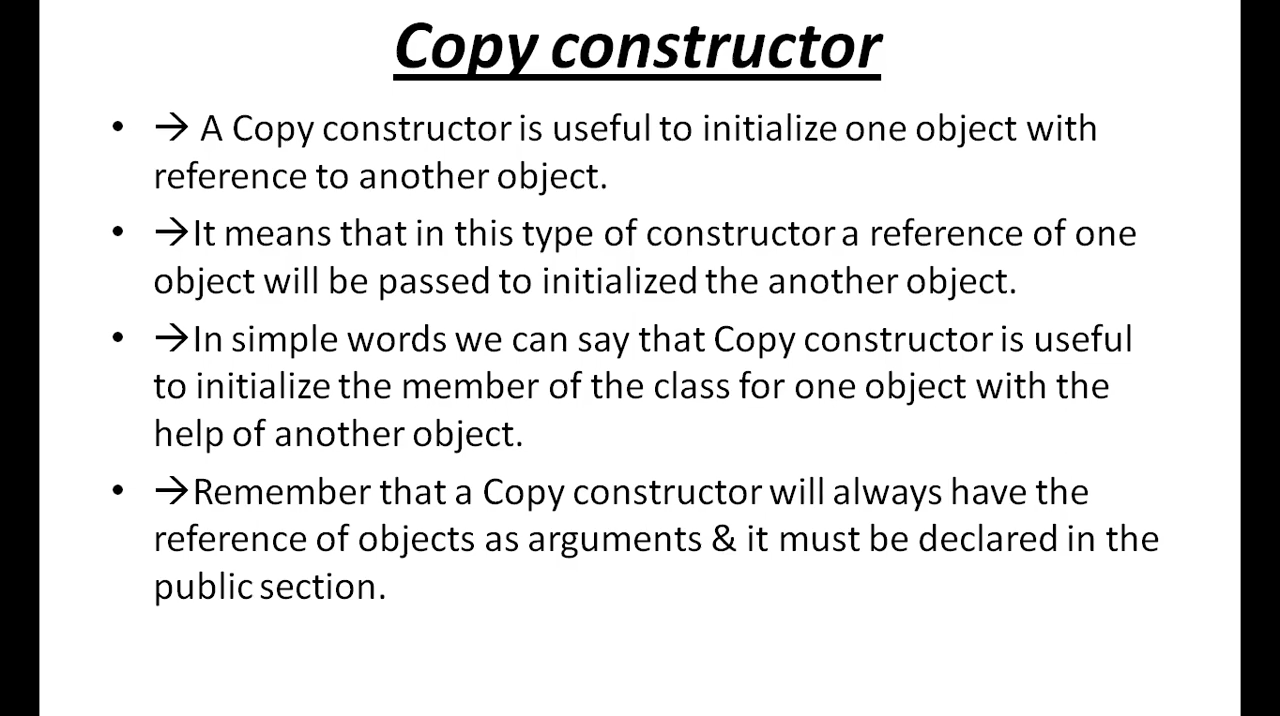 Copy constructor
• → A Copy constructor is useful to initialize one object with
reference to another object.
• →It means that in this type of constructor a reference of one
object will be passed to initialized the another object.
• →In simple words we can say that Copy constructor is useful
to initialize the member of the class for one object with the
help of another object.
• →Remember that a Copy constructor will always have the
reference of objects as arguments & it must be declared in the
public section.